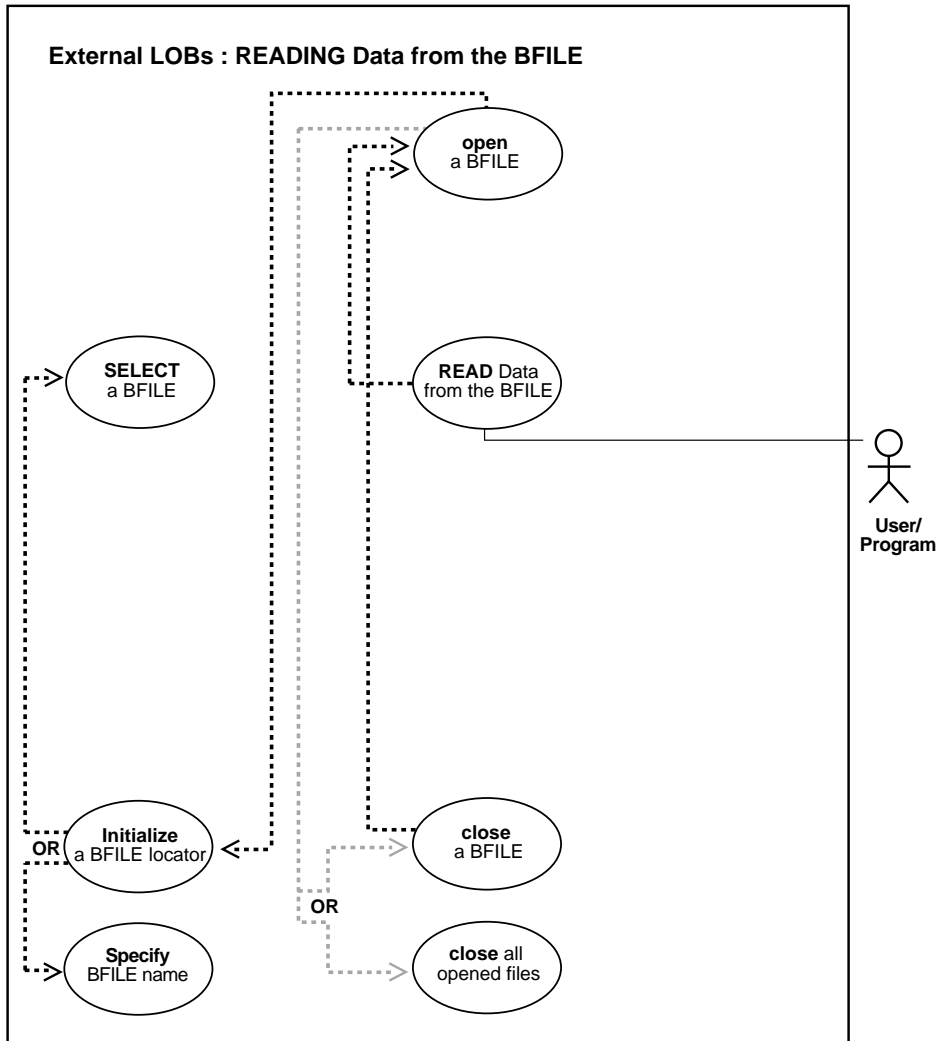 External LOBs : READING Data from the BFILE
open
a BFILE
SELECT
a BFILE
READ Data
from the BFILE
User/
Program
OR
Initialize
a BFILE locator
close
a BFILE
OR
Specify
BFILE name
close all
opened files